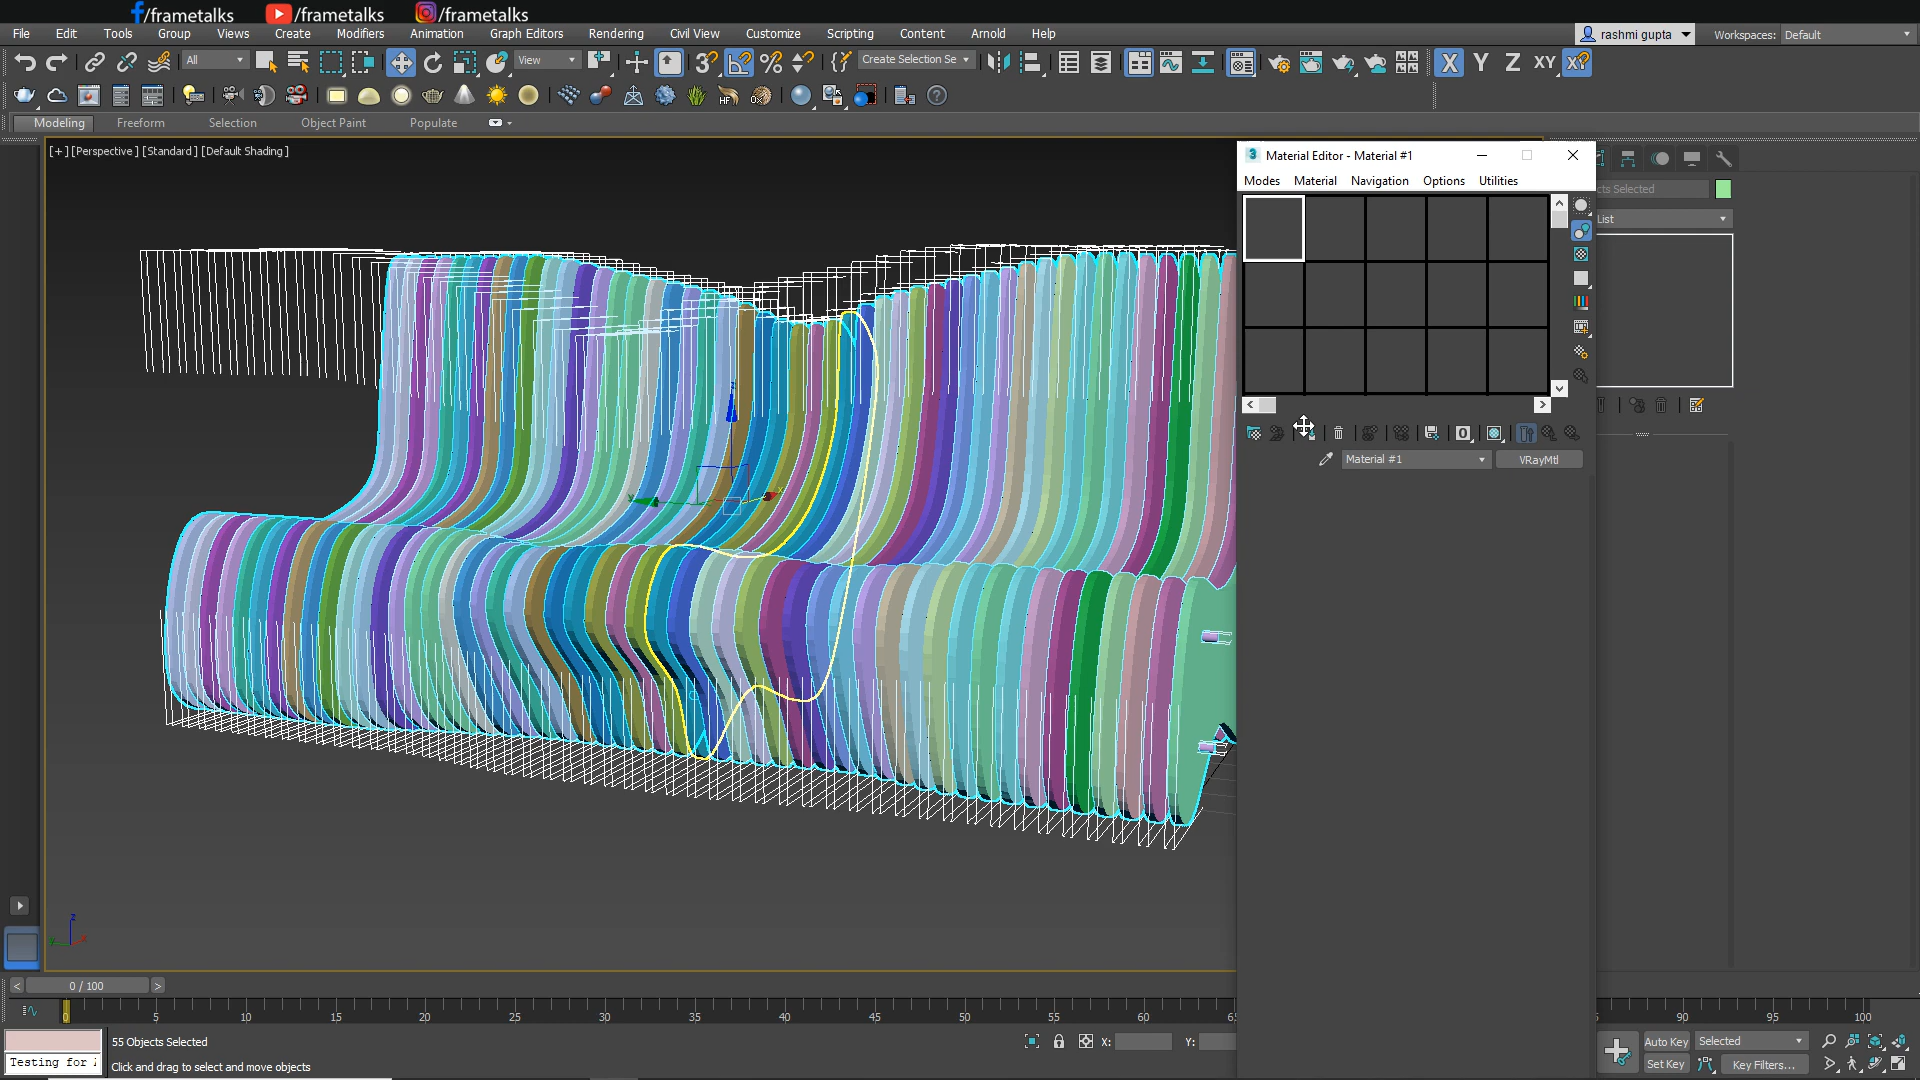 /frametalks /frametalks /frametalks
File Edit Tools Group Views Create Modifiers Animation Graph Editors Rendering Civil View Customize Scripting Content Arnold Help
rashmi gupta Workspaces: Default
All View Create Selection Se X Y Z XY
Modeling Freeform Selection Object Paint Populate
[+] [Perspective] [Standard] [Default Shading]
Material Editor - Material #1
Modes Material Navigation Options Utilities
cts Selected
List
Material #1 VRayMtl
0 / 100
0 5 10 15 20 25 30 35 40 45 50 55 60 90 95 100
55 Objects Selected
X: Y:
Auto Key Selected
Testing for
Click and drag to select and move objects
Set Key Key Filters...